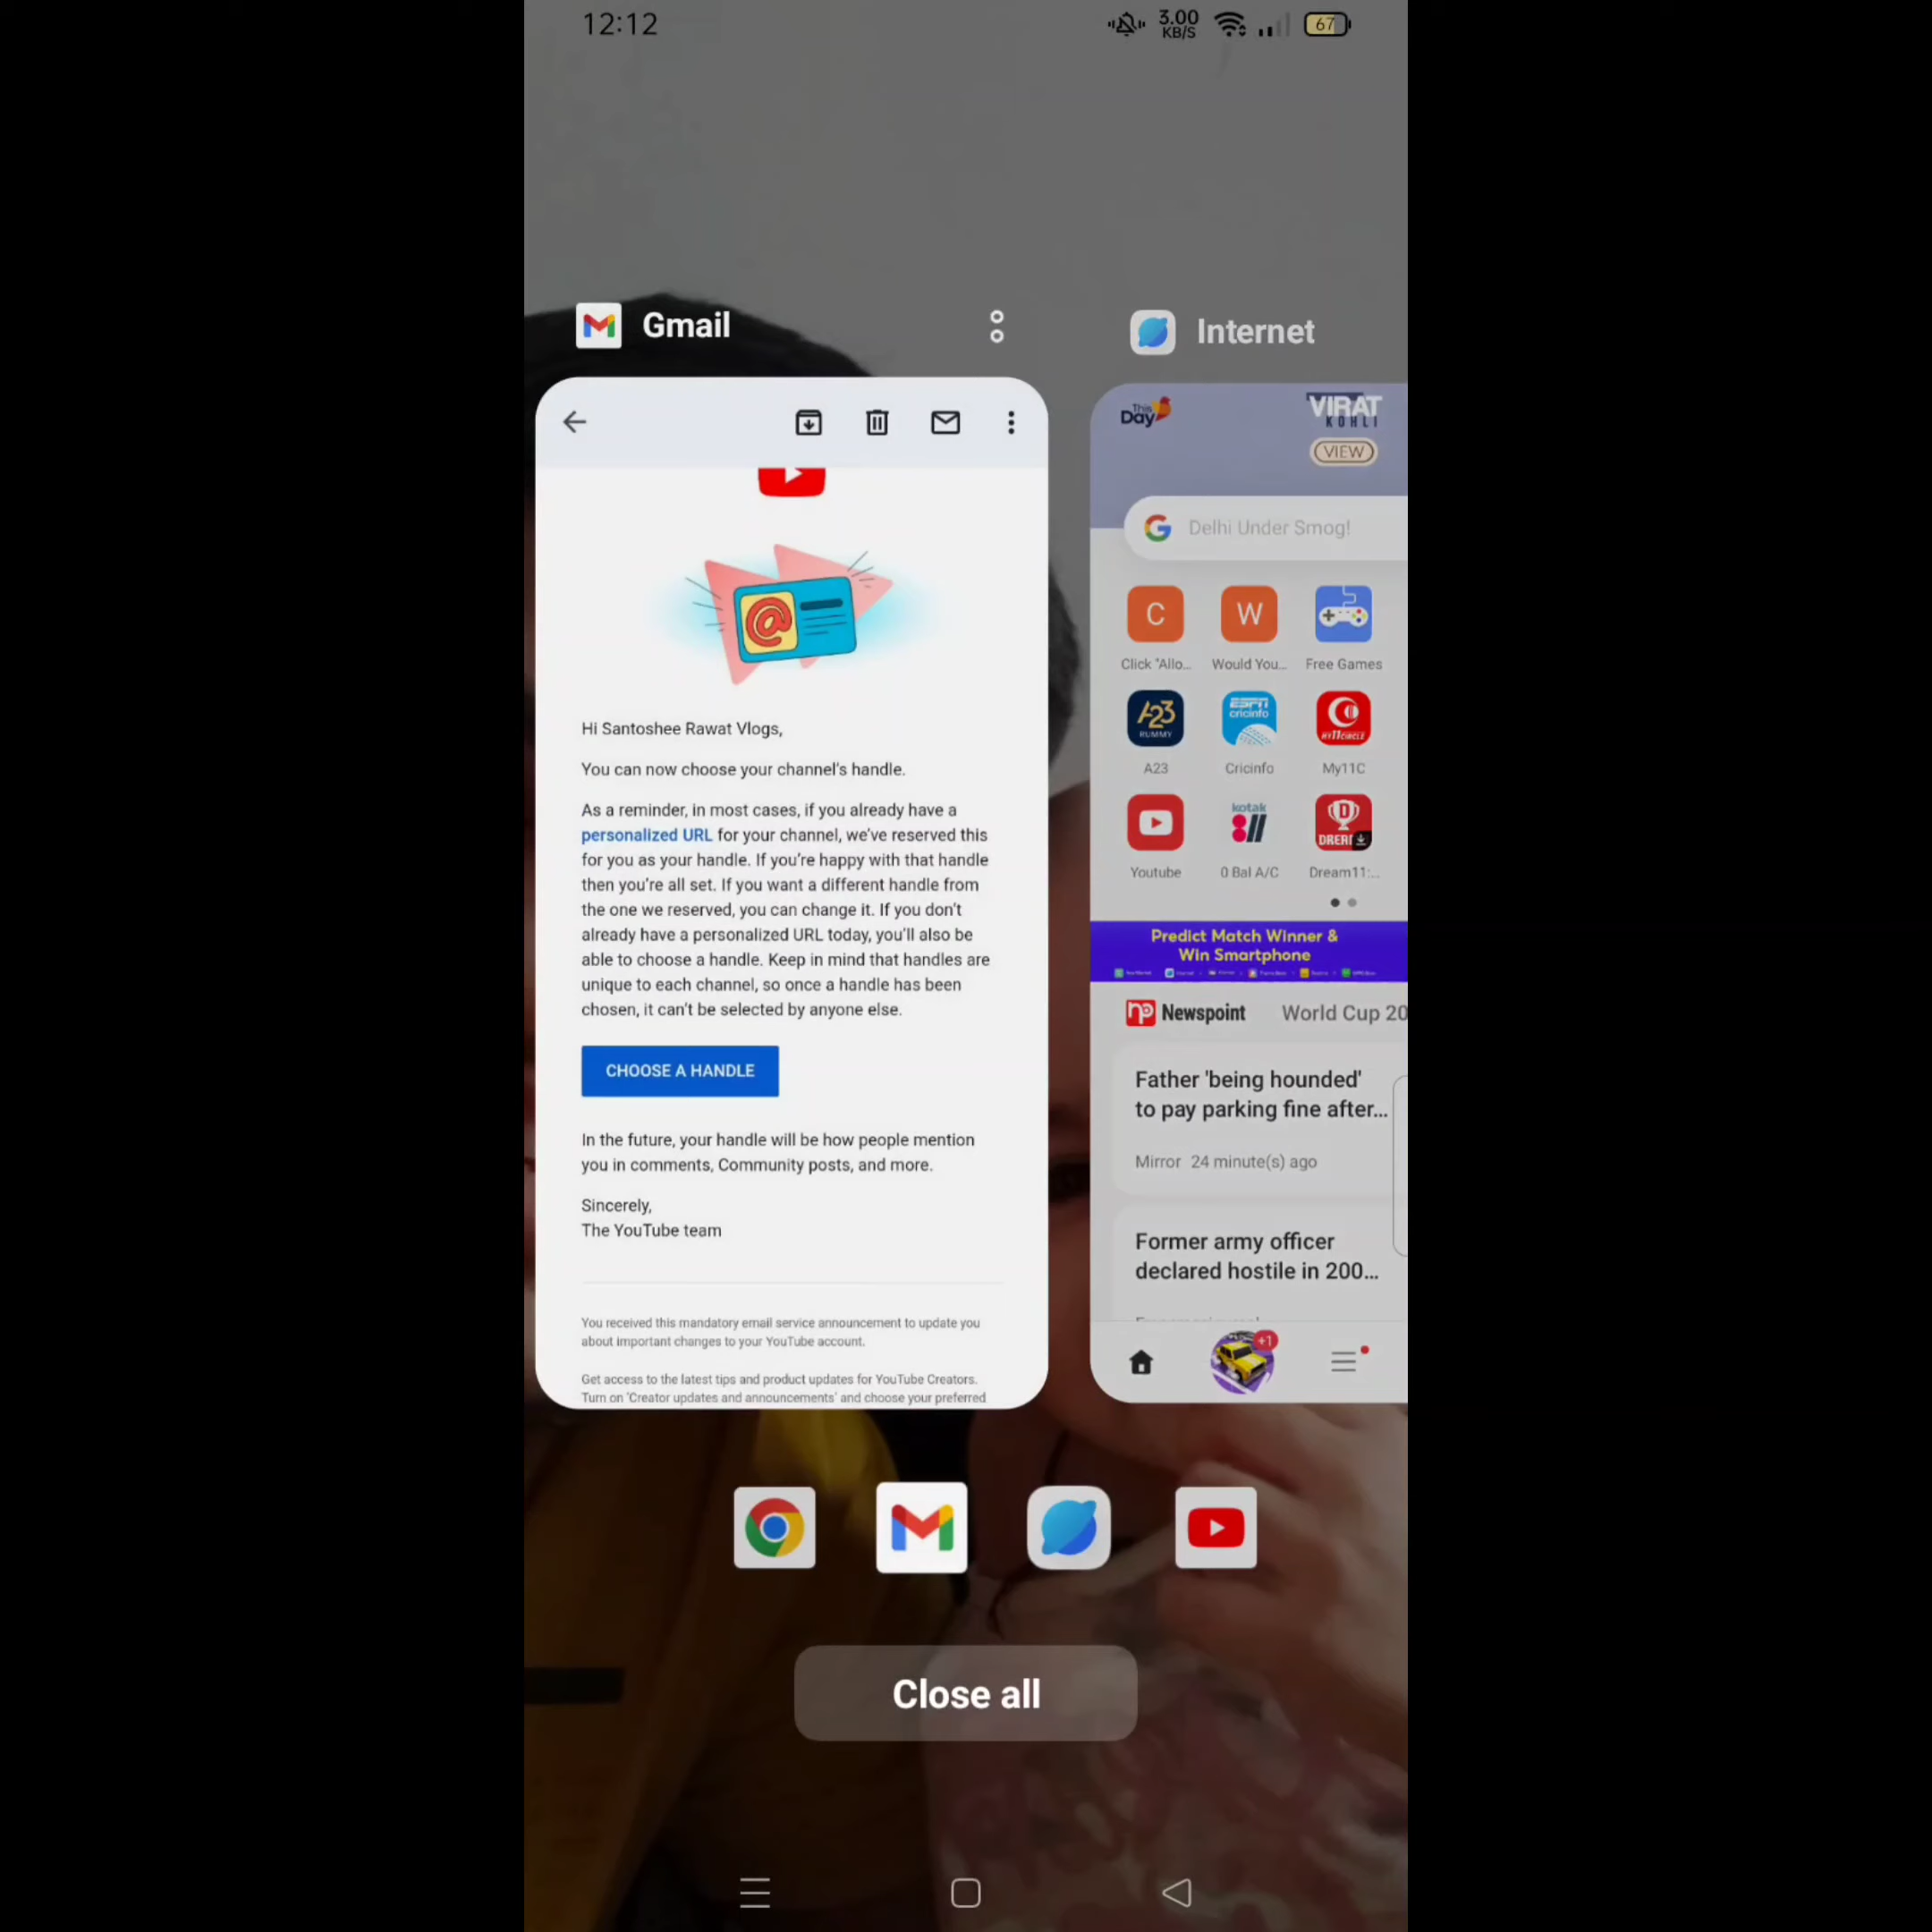 12:12
3.00
KB/S
67
Gmail
Internet
Hi Santoshee Rawat Vlogs,
You can now choose your channel's handle.
As a reminder, in most cases, if you already have a
personalized URL for your channel, we've reserved this
for you as your handle. If you're happy with that handle
then you're all set. If you want a different handle from
the one we reserved, you can change it. If you don't
already have a personalized URL today, you'll also be
able to choose a handle. Keep in mind that handles are
unique to each channel, so once a handle has been
chosen, it can't be selected by anyone else.
CHOOSE A HANDLE
In the future, your handle will be how people mention
you in comments, Community posts, and more.
Sincerely,
The YouTube team
You received this mandatory email service announcement to update you
about important changes to your YouTube account.
Get access to the latest tips and product updates for YouTube Creators.
Turn on 'Creator updates and announcements' and choose your preferred
This
Day
VIRAT
KOHLI
VIEW
Delhi Under Smog!
C
W
Click "Allo...
Would You...
Free Games
A23
RUMMY
ESPN
cricinfo
MY11CIRCLE
A23
Cricinfo
My11C
kotak
811
D
Youtube
0 Bal A/C
Dream11:...
Predict Match Winner &
Win Smartphone
np Newspoint
World Cup 20
Father 'being hounded'
to pay parking fine after...
Mirror 24 minute(s) ago
Former army officer
declared hostile in 200...
+1
Close all